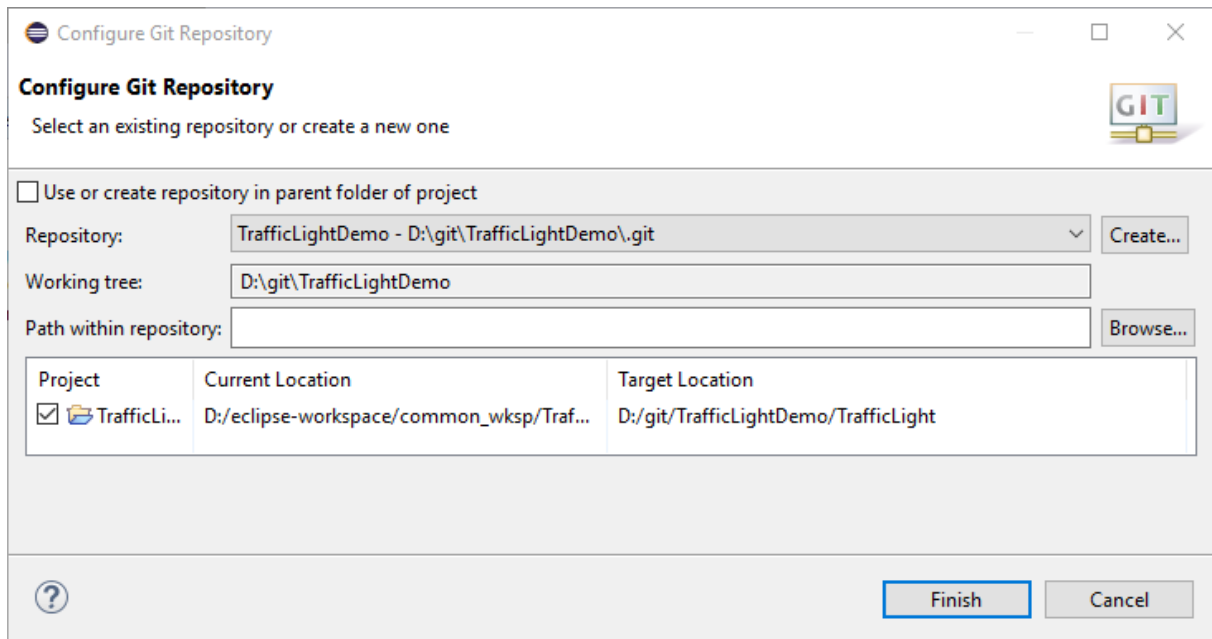 Configure Git Repository
Configure Git Repository
Select an existing repository or create a new one
GIT
Use or create repository in parent folder of project
Repository: TrafficLightDemo - D:\git\TrafficLightDemo\.git Create...
Working tree: D:\git\TrafficLightDemo
Path within repository: Browse...
Project Current Location Target Location
TrafficLi... D:/eclipse-workspace/common_wksp/Traf... D:/git/TrafficLightDemo/TrafficLight
? Finish Cancel